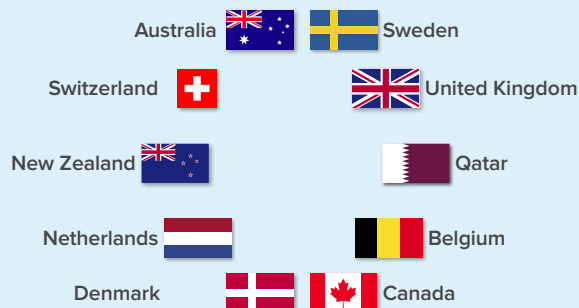 Australia Sweden
Switzerland United Kingdom
New Zealand Qatar
Netherlands Belgium
Denmark Canada